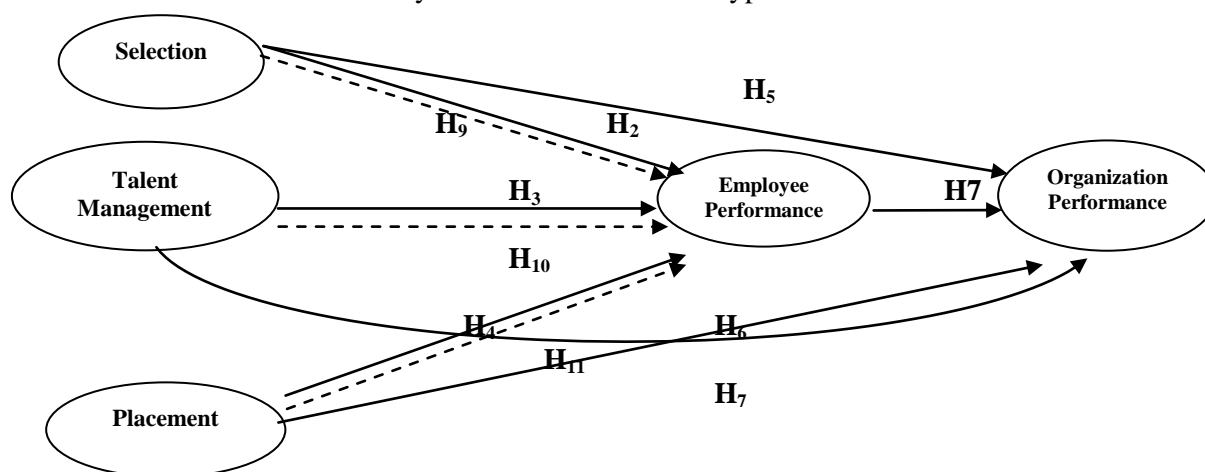 Selection
H₅
H₉
H₂
Talent
Management
H₃
Employee
Performance
H7
Organization
Performance
H₁₀
H₄
H₆
H₁₁
H₇
Placement